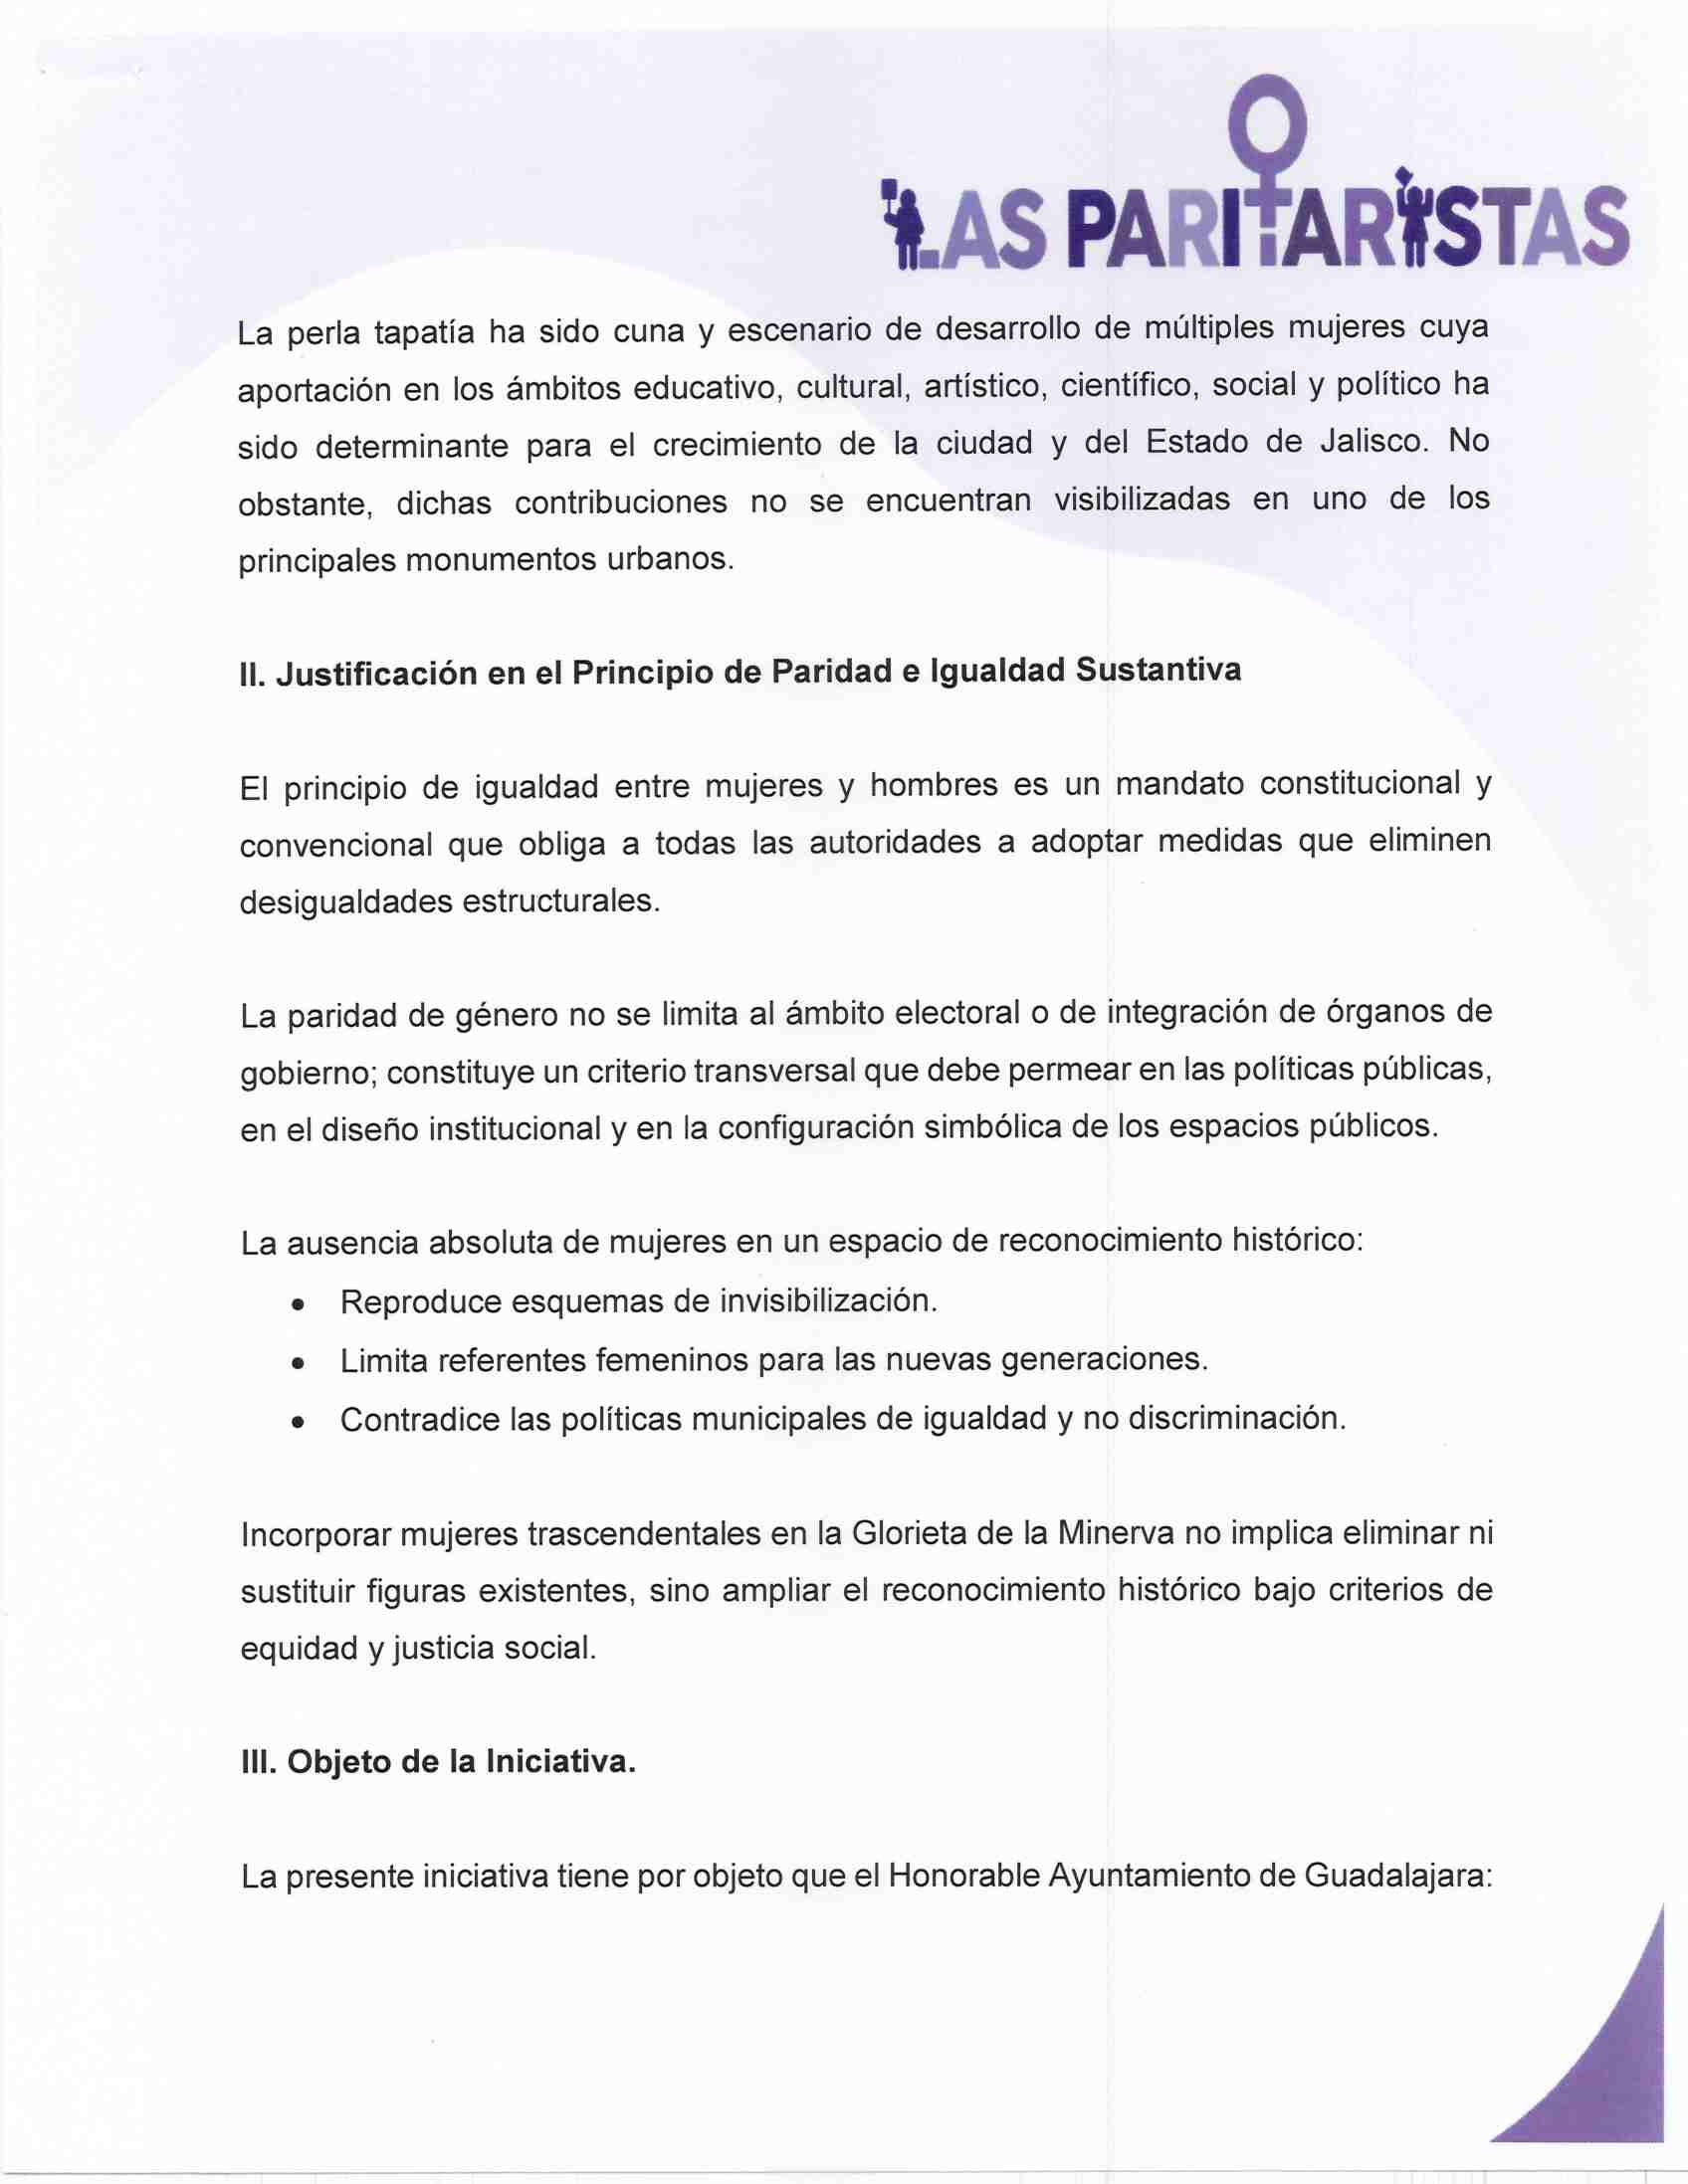 LAS PARITARISTAS
La perla tapatía ha sido cuna y escenario de desarrollo de múltiples mujeres cuya
aportación en los ámbitos educativo, cultural, artístico, científico, social y político ha
sido determinante para el crecimiento de la ciudad y del Estado de Jalisco. No
obstante, dichas contribuciones no se encuentran visibilizadas en uno de los
principales monumentos urbanos.
II. Justificación en el Principio de Paridad e Igualdad Sustantiva
El principio de igualdad entre mujeres y hombres es un mandato constitucional y
convencional que obliga a todas las autoridades a adoptar medidas que eliminen
desigualdades estructurales.
La paridad de género no se limita al ámbito electoral o de integración de órganos de
gobierno; constituye un criterio transversal que debe permear en las políticas públicas,
en el diseño institucional y en la configuración simbólica de los espacios públicos.
La ausencia absoluta de mujeres en un espacio de reconocimiento histórico:
• Reproduce esquemas de invisibilización.
• Limita referentes femeninos para las nuevas generaciones.
• Contradice las políticas municipales de igualdad y no discriminación.
Incorporar mujeres trascendentales en la Glorieta de la Minerva no implica eliminar ni
sustituir figuras existentes, sino ampliar el reconocimiento histórico bajo criterios de
equidad y justicia social.
III. Objeto de la Iniciativa.
La presente iniciativa tiene por objeto que el Honorable Ayuntamiento de Guadalajara: